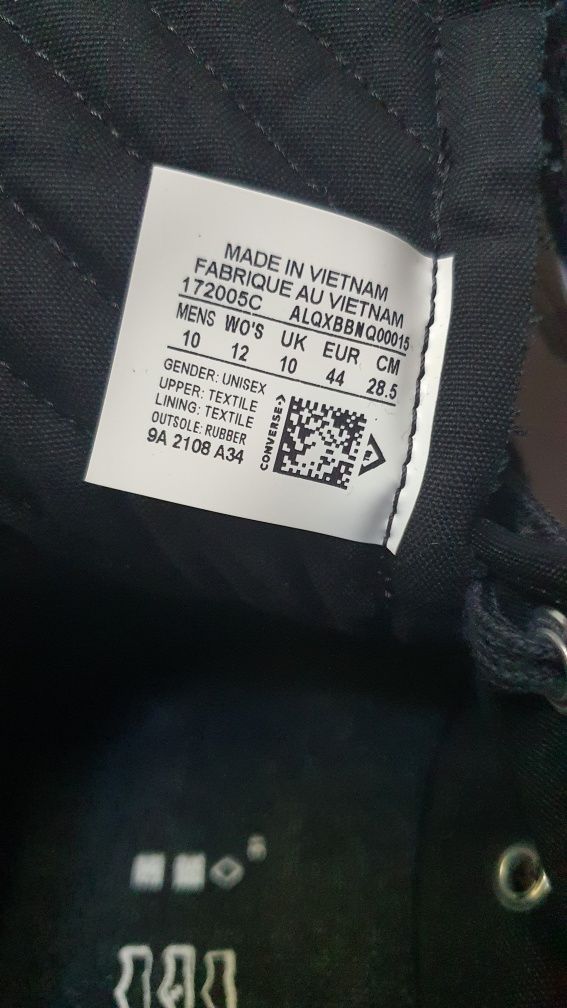 MADE IN VIETNAM
FABRIQUE AU VIETNAM
172005C ALQXBBNQ00015
MENS WO'S UK EUR CM
10 12 10 44 28.5
GENDER: UNISEX
UPPER: TEXTILE
LINING: TEXTILE
OUTSOLE: RUBBER
9A 2108 A34
CONVERSE